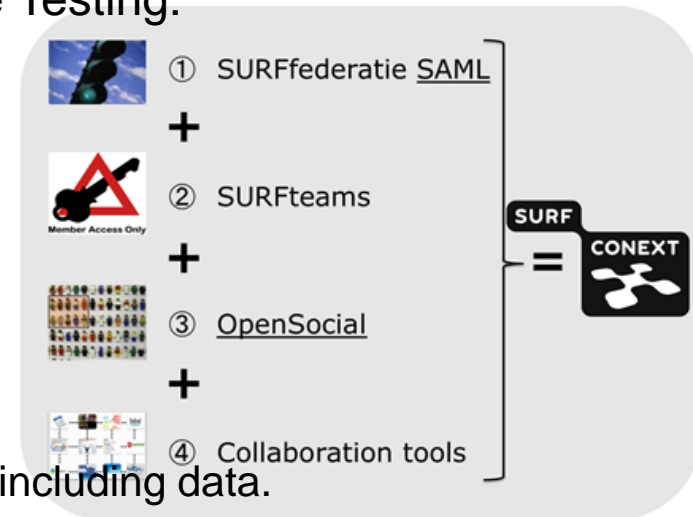 e Testing.
① SURFfederatie SAML
+
② SURFteams
Member Access Only
+
③ OpenSocial
+
④ Collaboration tools
=
SURF
CONEXT
including data.